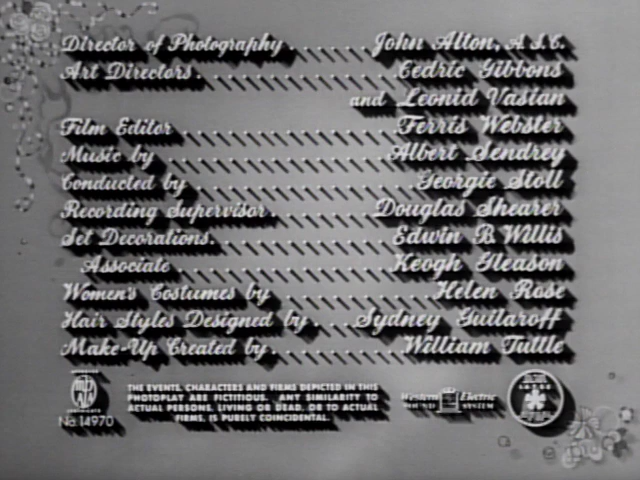 Director of Photography . . . . . . . John Alton, A.S.C.
Art Directors . . . . . . . . . . . . Cedric Gibbons
and Leonid Vasian
Film Editor . . . . . . . . . . . . . Ferris Webster
Music by . . . . . . . . . . . . . . Albert Sendrey
Conducted by . . . . . . . . . . . . Georgie Stoll
Recording Supervisor . . . . . . . . Douglas Shearer
Set Decorations . . . . . . . . . . . Edwin B. Willis
Associate . . . . . . . . . . . . . . Keogh Gleason
Women's Costumes by . . . . . . . . . Helen Rose
Hair Styles Designed by . . . Sydney Guilaroff
Make-Up Created by . . . . . . . . . William Tuttle
No. 14970
THE EVENTS, CHARACTERS AND FIRMS DEPICTED IN THIS
PHOTOPLAY ARE FICTITIOUS. ANY SIMILARITY TO
ACTUAL PERSONS, LIVING OR DEAD, OR TO ACTUAL
FIRMS, IS PURELY COINCIDENTAL.
Western Electric
SYSTEM